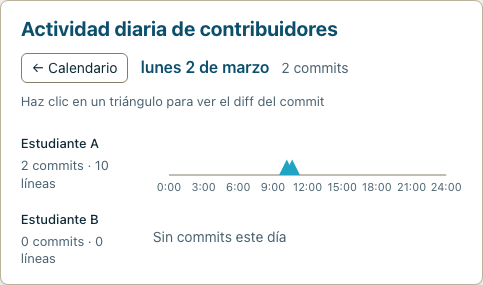 Actividad diaria de contribuidores
← Calendario lunes 2 de marzo 2 commits
Haz clic en un triángulo para ver el diff del commit
Estudiante A
2 commits · 10
líneas
0:00 3:00 6:00 9:00 12:00 15:00 18:00 21:00 24:00
Estudiante B
0 commits · 0
líneas
Sin commits este día